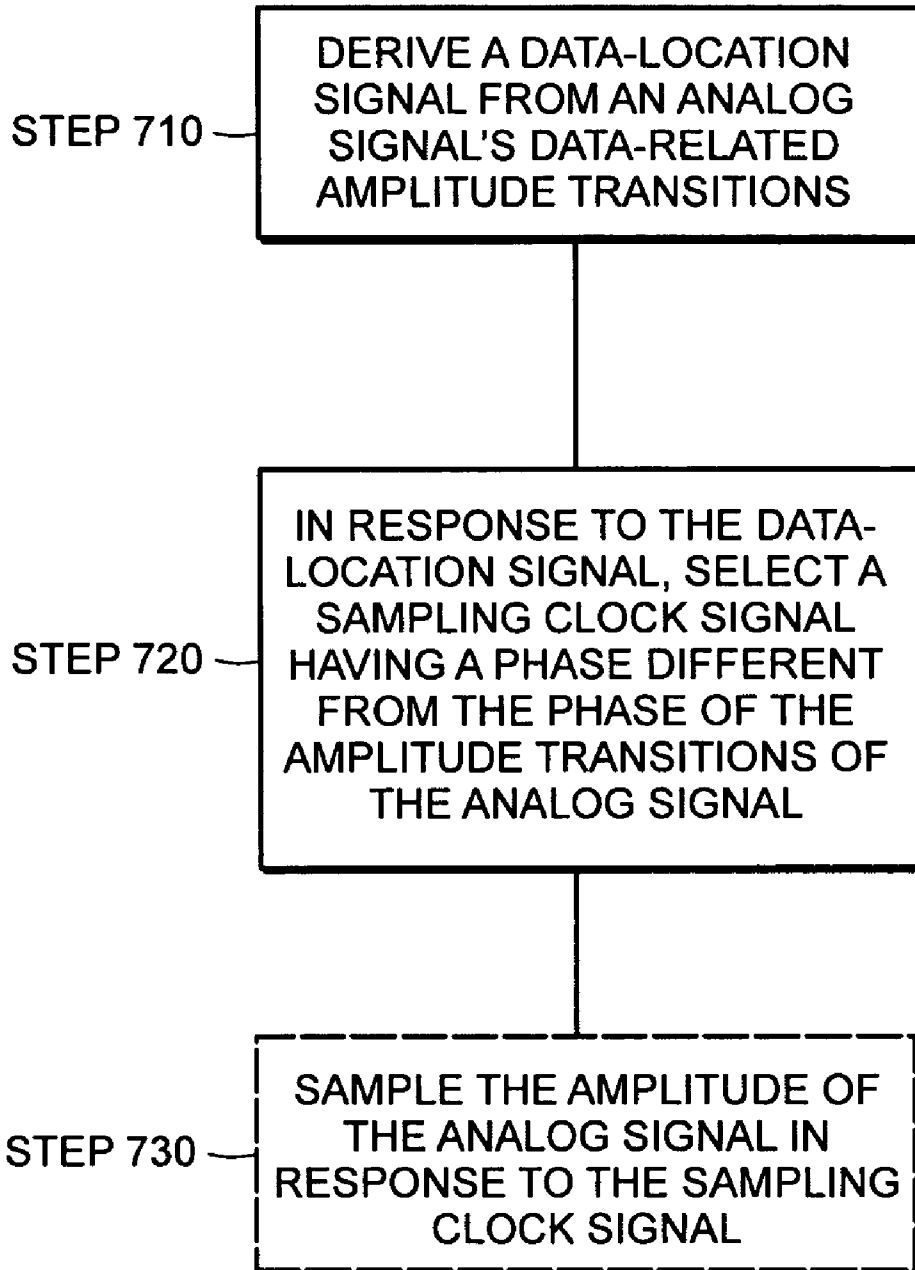 DERIVE A DATA-LOCATION
SIGNAL FROM AN ANALOG
STEP 710
SIGNAL'S DATA-RELATED
AMPLITUDE TRANSITIONS
IN RESPONSE TO THE DATA-
LOCATION SIGNAL, SELECT A
SAMPLING CLOCK SIGNAL
STEP 720
HAVING A PHASE DIFFERENT
FROM THE PHASE OF THE
AMPLITUDE TRANSITIONS OF
THE ANALOG SIGNAL
SAMPLE THE AMPLITUDE OF
THE ANALOG SIGNAL IN
STEP 730
RESPONSE TO THE SAMPLING
CLOCK SIGNAL